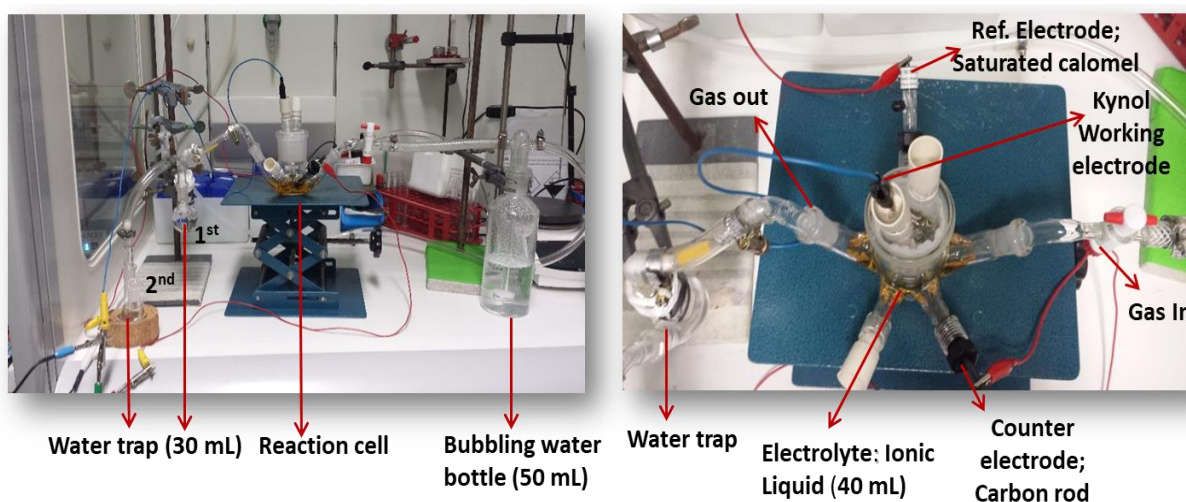 1st
2nd
Water trap (30 mL)
Reaction cell
Bubbling water
bottle (50 mL)
Ref. Electrode;
Saturated calomel
Gas out
Kynol
Working
electrode
Gas In
Water trap
Electrolyte: Ionic
Liquid (40 mL)
Counter
electrode;
Carbon rod